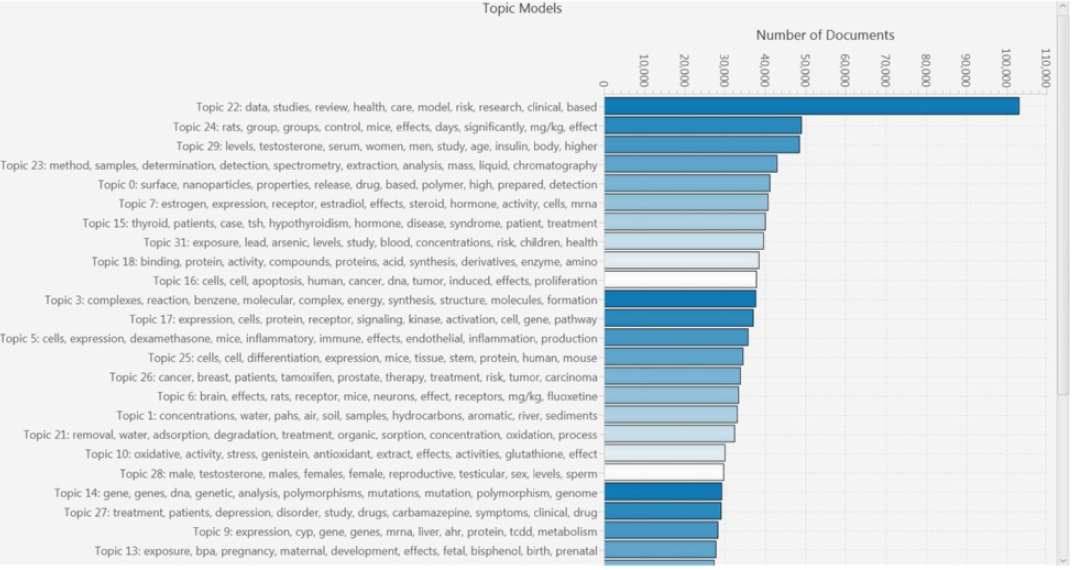 Topic Models
Number of Documents
0
10,000
20,000
30,000
40,000
50,000
60,000
70,000
80,000
90,000
100,000
110,000
Topic 22: data, studies, review, health, care, model, risk, research, clinical, based
Topic 24: rats, group, groups, control, mice, effects, days, significantly, mg/kg, effect
Topic 29: levels, testosterone, serum, women, men, study, age, insulin, body, higher
Topic 23: method, samples, determination, detection, spectrometry, extraction, analysis, mass, liquid, chromatography
Topic 0: surface, nanoparticles, properties, release, drug, based, polymer, high, prepared, detection
Topic 7: estrogen, expression, receptor, estradiol, effects, steroid, hormone, activity, cells, mrna
Topic 15: thyroid, patients, case, tsh, hypothyroidism, hormone, disease, syndrome, patient, treatment
Topic 31: exposure, lead, arsenic, levels, study, blood, concentrations, risk, children, health
Topic 18: binding, protein, activity, compounds, proteins, acid, synthesis, derivatives, enzyme, amino
Topic 16: cells, cell, apoptosis, human, cancer, dna, tumor, induced, effects, proliferation
Topic 3: complexes, reaction, benzene, molecular, complex, energy, synthesis, structure, molecules, formation
Topic 17: expression, cells, protein, receptor, signaling, kinase, activation, cell, gene, pathway
Topic 5: cells, expression, dexamethasone, mice, inflammatory, immune, effects, endothelial, inflammation, production
Topic 25: cells, cell, differentiation, expression, mice, tissue, stem, protein, human, mouse
Topic 26: cancer, breast, patients, tamoxifen, prostate, therapy, treatment, risk, tumor, carcinoma
Topic 6: brain, effects, rats, receptor, mice, neurons, effect, receptors, mg/kg, fluoxetine
Topic 1: concentrations, water, pahs, air, soil, samples, hydrocarbons, aromatic, river, sediments
Topic 21: removal, water, adsorption, degradation, treatment, organic, sorption, concentration, oxidation, process
Topic 10: oxidative, activity, stress, genistein, antioxidant, extract, effects, activities, glutathione, effect
Topic 28: male, testosterone, males, females, female, reproductive, testicular, sex, levels, sperm
Topic 14: gene, genes, dna, genetic, analysis, polymorphisms, mutations, mutation, polymorphism, genome
Topic 27: treatment, patients, depression, disorder, study, drugs, carbamazepine, symptoms, clinical, drug
Topic 9: expression, cyp, gene, genes, mrna, liver, ahr, protein, tcdd, metabolism
Topic 13: exposure, bpa, pregnancy, maternal, development, effects, fetal, bisphenol, birth, prenatal